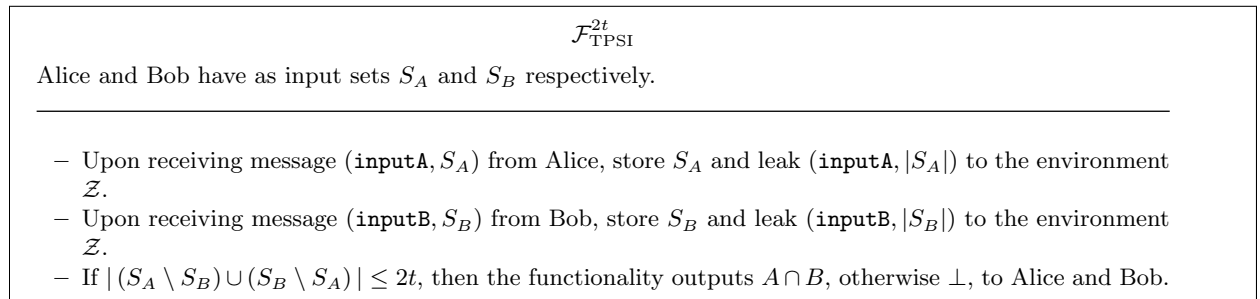 $\mathcal{F}_{\mathrm{TPSI}}^{2t}$
Alice and Bob have as input sets $S_A$ and $S_B$ respectively.
– Upon receiving message (inputA, $S_A$) from Alice, store $S_A$ and leak (inputA, $|S_A|$) to the environment
$\mathcal{Z}$.
– Upon receiving message (inputB, $S_B$) from Bob, store $S_B$ and leak (inputB, $|S_B|$) to the environment
$\mathcal{Z}$.
– If $|(S_A \setminus S_B) \cup (S_B \setminus S_A)| \leq 2t$, then the functionality outputs $A \cap B$, otherwise $\bot$, to Alice and Bob.